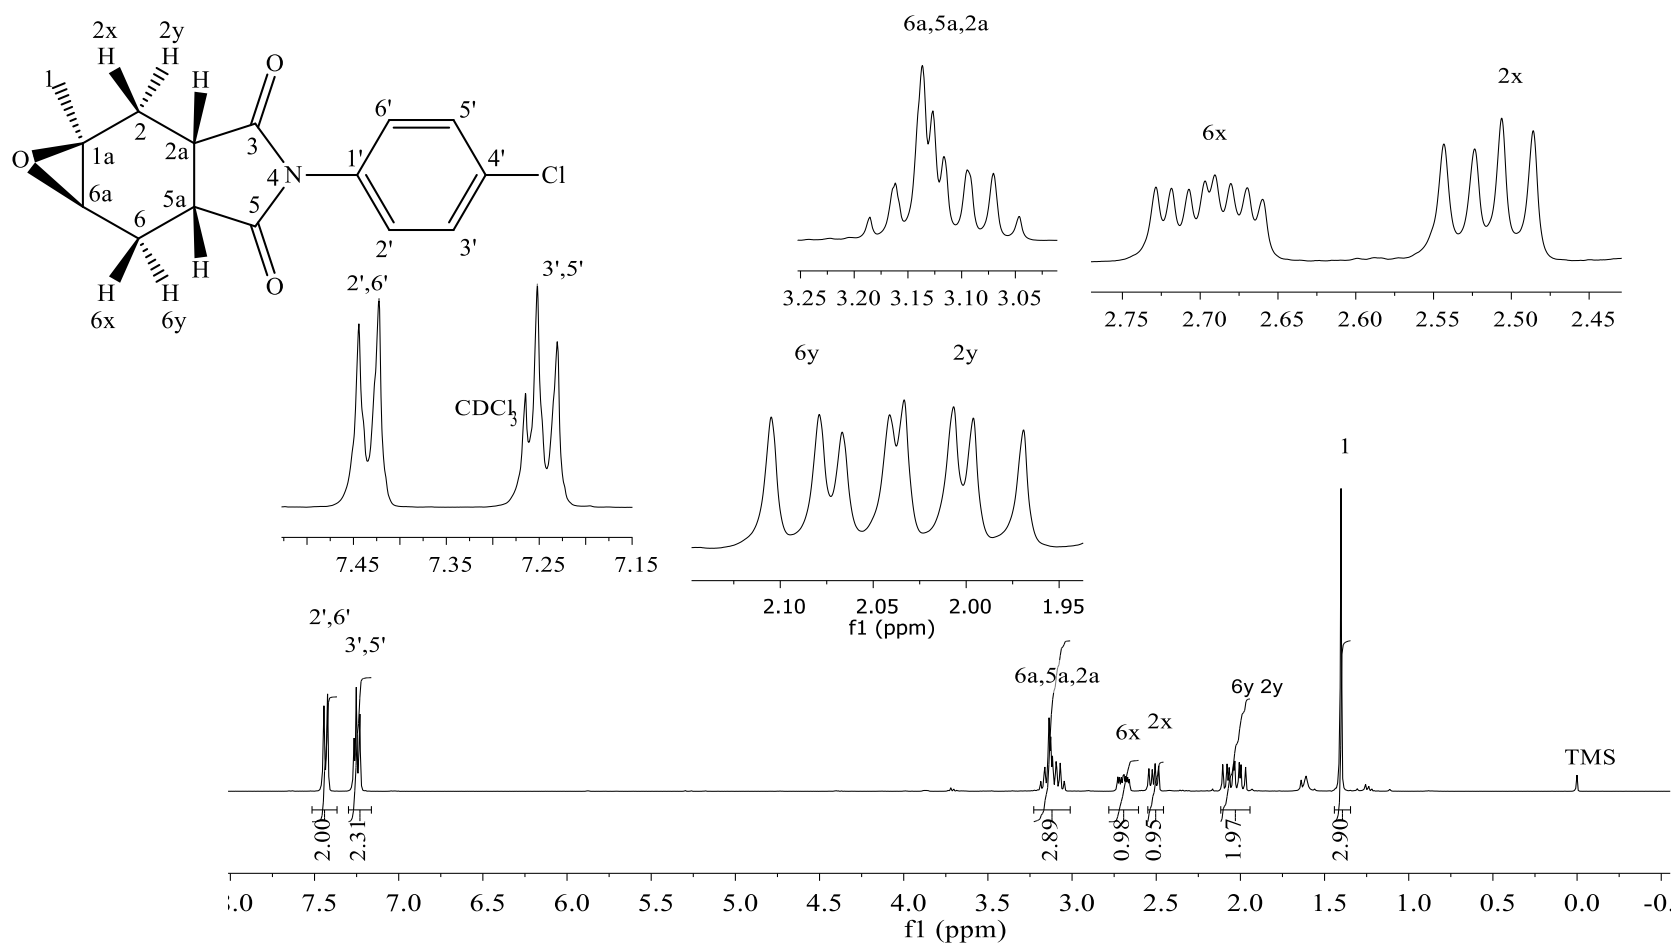 2x 2y
H H
1
H
O
O
2
1a
2a
3
6a
5a
4
N
5
6
H
O
H H
6x 6y
6'
5'
1'
4'
Cl
2'
3'
6a,5a,2a
3.25 3.20 3.15 3.10 3.05
6x
2x
2.75 2.70 2.65 2.60 2.55 2.50 2.45
2',6'
3',5'
CDCl3
7.45 7.35 7.25 7.15
6y
2y
2.10 2.05 2.00 1.95
f1 (ppm)
1
2',6'
3',5'
6a,5a,2a
6x
2x
6y 2y
TMS
2.00
2.31
2.89
0.98
0.95
1.97
2.90
.0 7.5 7.0 6.5 6.0 5.5 5.0 4.5 4.0 3.5 3.0 2.5 2.0 1.5 1.0 0.5 0.0 -0.
f1 (ppm)